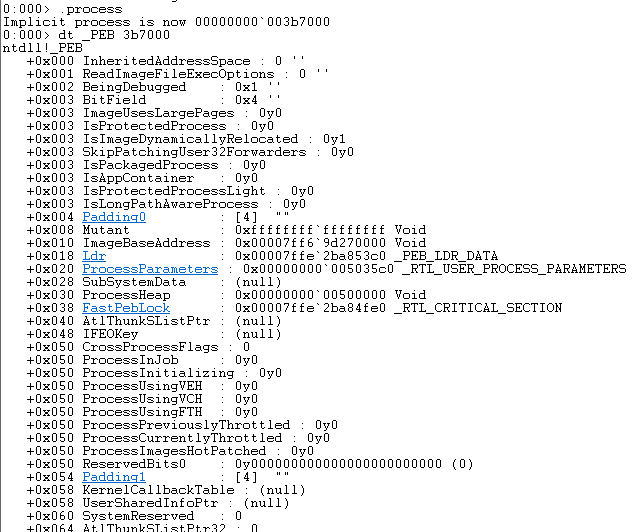 0:000> .process
Implicit process is now 00000000`003b7000
0:000> dt _PEB 3b7000
ntdll!_PEB
   +0x000 InheritedAddressSpace : 0 ''
   +0x001 ReadImageFileExecOptions : 0 ''
   +0x002 BeingDebugged    : 0x1 ''
   +0x003 BitField         : 0x4 ''
   +0x003 ImageUsesLargePages : 0y0
   +0x003 IsProtectedProcess : 0y0
   +0x003 IsImageDynamicallyRelocated : 0y1
   +0x003 SkipPatchingUser32Forwarders : 0y0
   +0x003 IsPackagedProcess : 0y0
   +0x003 IsAppContainer   : 0y0
   +0x003 IsProtectedProcessLight : 0y0
   +0x003 IsLongPathAwareProcess : 0y0
   +0x004 Padding0         : [4]  ""
   +0x008 Mutant           : 0xffffffff`ffffffff Void
   +0x010 ImageBaseAddress : 0x00007ff6`9d270000 Void
   +0x018 Ldr              : 0x00007ffe`2ba853c0 _PEB_LDR_DATA
   +0x020 ProcessParameters : 0x00000000`005035c0 _RTL_USER_PROCESS_PARAMETERS
   +0x028 SubSystemData    : (null)
   +0x030 ProcessHeap      : 0x00000000`00500000 Void
   +0x038 FastPebLock      : 0x00007ffe`2ba84fe0 _RTL_CRITICAL_SECTION
   +0x040 AtlThunkSListPtr : (null)
   +0x048 IFEOKey          : (null)
   +0x050 CrossProcessFlags : 0
   +0x050 ProcessInJob     : 0y0
   +0x050 ProcessInitializing : 0y0
   +0x050 ProcessUsingVEH  : 0y0
   +0x050 ProcessUsingVCH  : 0y0
   +0x050 ProcessUsingFTH  : 0y0
   +0x050 ProcessPreviouslyThrottled : 0y0
   +0x050 ProcessCurrentlyThrottled : 0y0
   +0x050 ProcessImagesHotPatched : 0y0
   +0x050 ReservedBits0    : 0y000000000000000000000000 (0)
   +0x054 Padding1         : [4]  ""
   +0x058 KernelCallbackTable : (null)
   +0x058 UserSharedInfoPtr : (null)
   +0x060 SystemReserved   : 0
   +0x064 AtlThunkSListPtr32 : 0